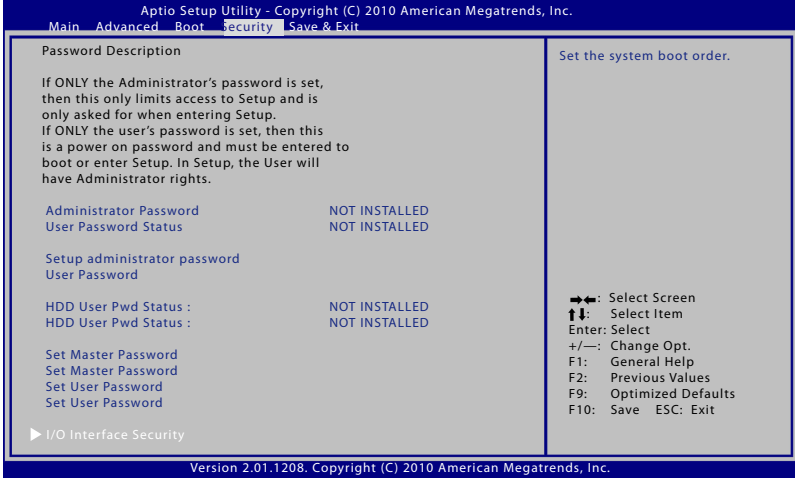 Aptio Setup Utility - Copyright (C) 2010 American Megatrends, Inc.
Main Advanced Boot Security Save & Exit
Password Description
If ONLY the Administrator's password is set,
then this only limits access to Setup and is
only asked for when entering Setup.
If ONLY the user's password is set, then this
is a power on password and must be entered to
boot or enter Setup. In Setup, the User will
have Administrator rights.
Administrator Password NOT INSTALLED
User Password Status NOT INSTALLED
Setup administrator password
User Password
HDD User Pwd Status : NOT INSTALLED
HDD User Pwd Status : NOT INSTALLED
Set Master Password
Set Master Password
Set User Password
Set User Password
I/O Interface Security
Set the system boot order.
→←: Select Screen
↑↓: Select Item
Enter: Select
+/—: Change Opt.
F1: General Help
F2: Previous Values
F9: Optimized Defaults
F10: Save ESC: Exit
Version 2.01.1208. Copyright (C) 2010 American Megatrends, Inc.